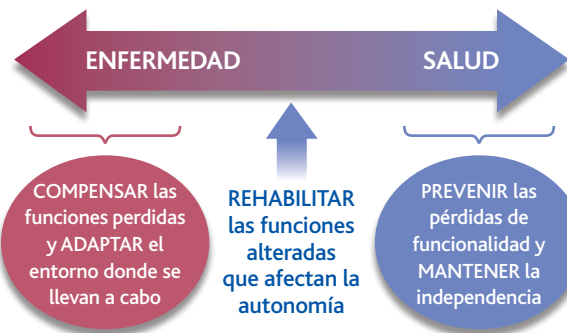 ENFERMEDAD
SALUD
COMPENSAR las
funciones perdidas
y ADAPTAR el
entorno donde se
llevan a cabo
REHABILITAR
las funciones
alteradas
que afectan la
autonomía
PREVENIR las
pérdidas de
funcionalidad y
MANTENER la
independencia